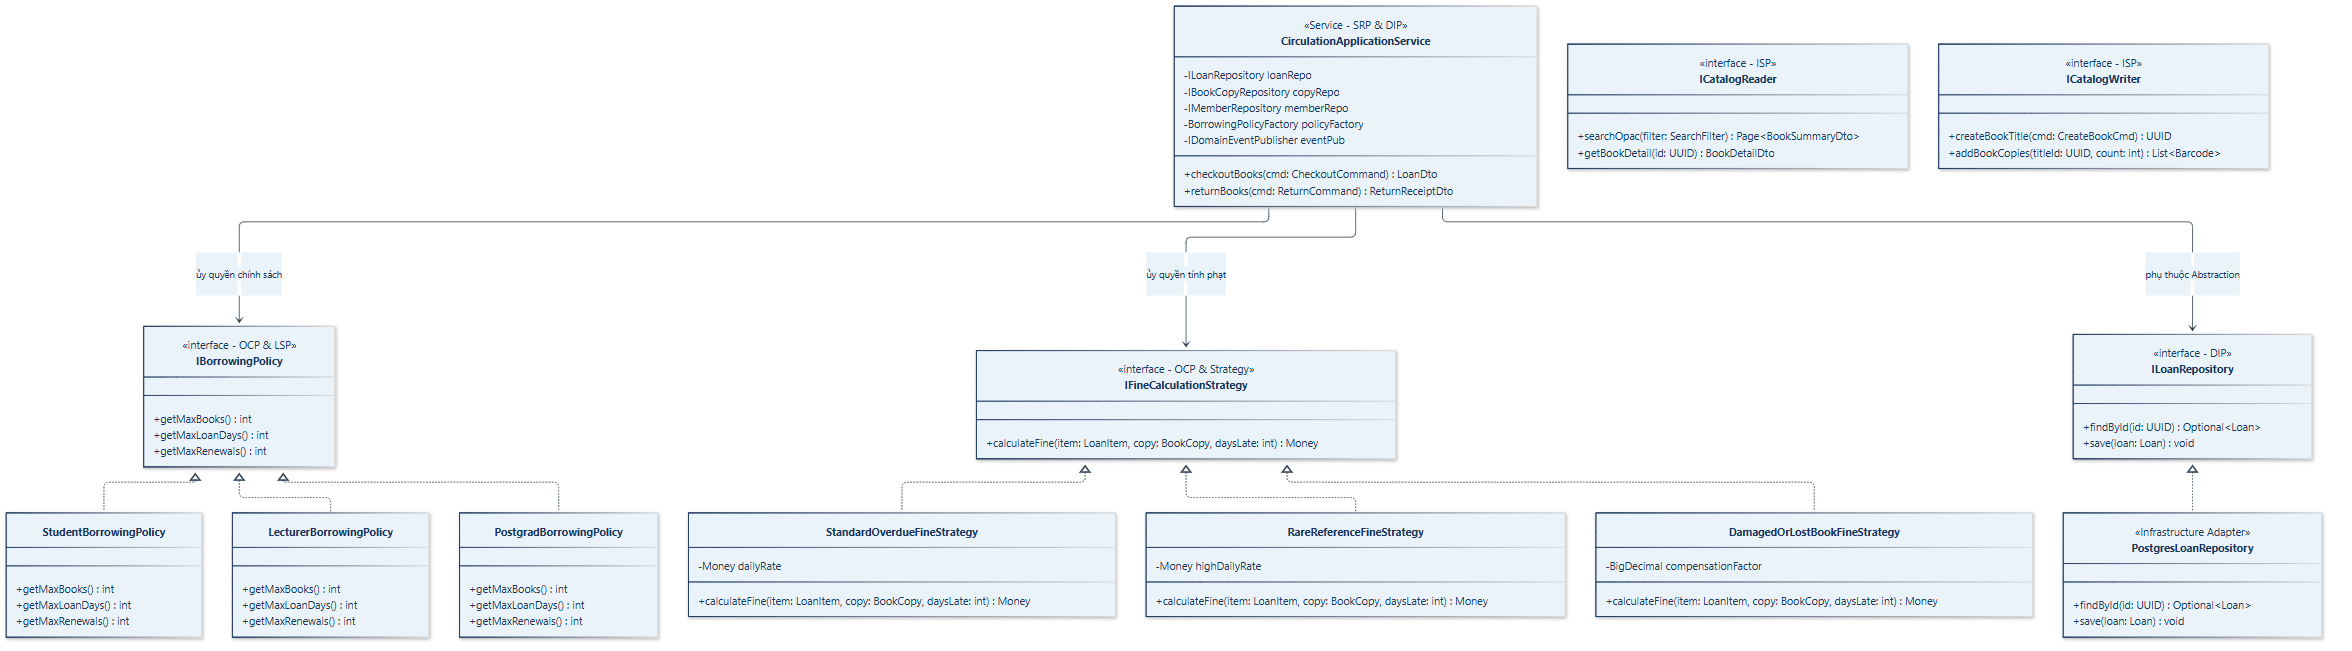 «Service - SRP & DIP»
CirculationApplicationService
-ILoanRepository loanRepo
-IBookCopyRepository copyRepo
-IMemberRepository memberRepo
-BorrowingPolicyFactory policyFactory
-IDomainEventPublisher eventPub
+checkoutBooks(cmd: CheckoutCommand) : LoanDto
+returnBooks(cmd: ReturnCommand) : ReturnReceiptDto
«interface - ISP»
ICatalogReader
+searchOpac(filter: SearchFilter) : Page<BookSummaryDto>
+getBookDetail(id: UUID) : BookDetailDto
«interface - ISP»
ICatalogWriter
+createBookTitle(cmd: CreateBookCmd) : UUID
+addBookCopies(titleId: UUID, count: int) : List<Barcode>
ủy quyền chính sách
ủy quyền tính phạt
phụ thuộc Abstraction
«interface - OCP & LSP»
IBorrowingPolicy
+getMaxBooks() : int
+getMaxLoanDays() : int
+getMaxRenewals() : int
«interface - OCP & Strategy»
IFineCalculationStrategy
+calculateFine(item: LoanItem, copy: BookCopy, daysLate: int) : Money
«interface - DIP»
ILoanRepository
+findById(id: UUID) : Optional<Loan>
+save(loan: Loan) : void
StudentBorrowingPolicy
+getMaxBooks() : int
+getMaxLoanDays() : int
+getMaxRenewals() : int
LecturerBorrowingPolicy
+getMaxBooks() : int
+getMaxLoanDays() : int
+getMaxRenewals() : int
PostgradBorrowingPolicy
+getMaxBooks() : int
+getMaxLoanDays() : int
+getMaxRenewals() : int
StandardOverdueFineStrategy
-Money dailyRate
+calculateFine(item: LoanItem, copy: BookCopy, daysLate: int) : Money
RareReferenceFineStrategy
-Money highDailyRate
+calculateFine(item: LoanItem, copy: BookCopy, daysLate: int) : Money
DamagedOrLostBookFineStrategy
-BigDecimal compensationFactor
+calculateFine(item: LoanItem, copy: BookCopy, daysLate: int) : Money
«Infrastructure Adapter»
PostgresLoanRepository
+findById(id: UUID) : Optional<Loan>
+save(loan: Loan) : void